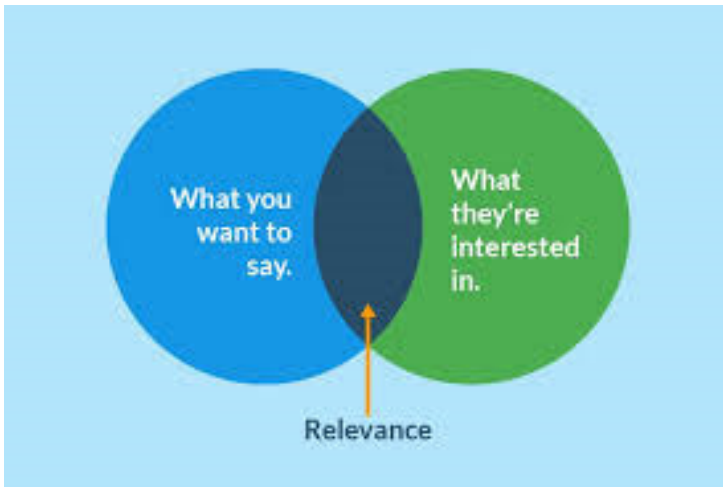 What you
want to
say.
What
they're
interested
in.
Relevance